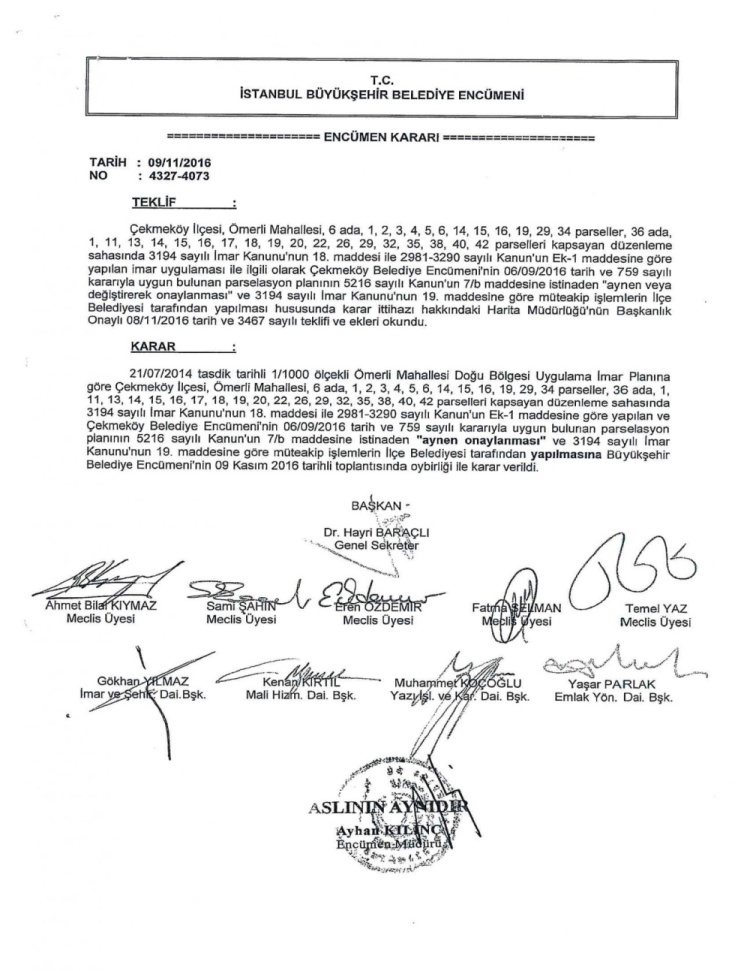 T.C.
İSTANBUL BÜYÜKŞEHİR BELEDİYE ENCÜMENİ
===================== ENCÜMEN KARARI =====================
TARİH : 09/11/2016
NO : 4327-4073
TEKLİF :
Çekmeköy İlçesi, Ömerli Mahallesi, 6 ada, 1, 2, 3, 4, 5, 6, 14, 15, 16, 19, 29, 34 parseller, 36 ada,
1, 11, 13, 14, 15, 16, 17, 18, 19, 20, 22, 26, 29, 32, 35, 38, 40, 42 parselleri kapsayan düzenleme
sahasında 3194 sayılı İmar Kanunu'nun 18. maddesi ile 2981-3290 sayılı Kanun'un Ek-1 maddesine göre
yapılan imar uygulaması ile ilgili olarak Çekmeköy Belediye Encümeni'nin 06/09/2016 tarih ve 759 sayılı
kararıyla uygun bulunan parselasyon planının 5216 sayılı Kanun'un 7/b maddesine istinaden "aynen veya
değiştirerek onaylanması" ve 3194 sayılı İmar Kanunu'nun 19. maddesine göre müteakip işlemlerin İlçe
Belediyesi tarafından yapılması hususunda karar ittihazı hakkındaki Harita Müdürlüğü'nün Başkanlık
Onaylı 08/11/2016 tarih ve 3467 sayılı teklifi ve ekleri okundu.
KARAR :
21/07/2014 tasdik tarihli 1/1000 ölçekli Ömerli Mahallesi Doğu Bölgesi Uygulama İmar Planına
göre Çekmeköy İlçesi, Ömerli Mahallesi, 6 ada, 1, 2, 3, 4, 5, 6, 14, 15, 16, 19, 29, 34 parseller, 36 ada, 1,
11, 13, 14, 15, 16, 17, 18, 19, 20, 22, 26, 29, 32, 35, 38, 40, 42 parselleri kapsayan düzenleme sahasında
3194 sayılı İmar Kanunu'nun 18. maddesi ile 2981-3290 sayılı Kanun'un Ek-1 maddesine göre yapılan ve
Çekmeköy Belediye Encümeni'nin 06/09/2016 tarih ve 759 sayılı kararıyla uygun bulunan parselasyon
planının 5216 sayılı Kanun'un 7/b maddesine istinaden "aynen onaylanması" ve 3194 sayılı İmar
Kanunu'nun 19. maddesine göre müteakip işlemlerin İlçe Belediyesi tarafından yapılmasına Büyükşehir
Belediye Encümeni'nin 09 Kasım 2016 tarihli toplantısında oybirliği ile karar verildi.
BAŞKAN
Dr. Hayri BARAÇLI
Genel Sekreter
Ahmet Bilal KIYMAZ Sami ŞAHİN Eren ÖZDEMİR Fatma SELMAN Temel YAZ
Meclis Üyesi Meclis Üyesi Meclis Üyesi Meclis Üyesi Meclis Üyesi
Gökhan YILMAZ Kenan KIRTIL Muhammet KOÇOĞLU Yaşar PARLAK
İmar ve Şehir. Dai.Bşk. Mali Hizm. Dai. Bşk. Yazı İşl. ve Kar. Dai. Bşk. Emlak Yön. Dai. Bşk.
ASLININ AYNIDIR
Ayhan KILINÇ
Encümen Müdürü